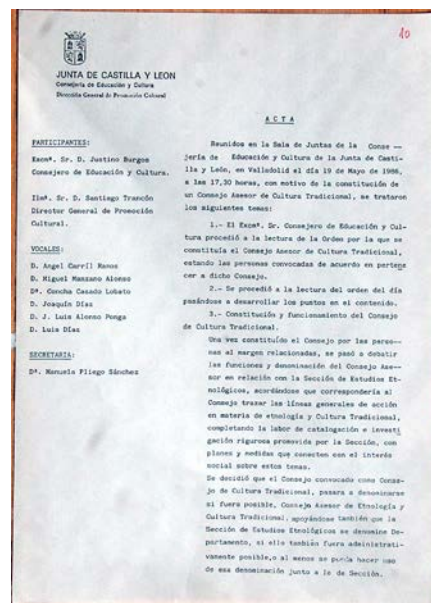 10
JUNTA DE CASTILLA Y LEON
Consejería de Educación y Cultura
Dirección General de Promoción Cultural
A C T A
PARTICIPANTES:
Excmº. Sr. D. Justino Burgos
Consejero de Educación y Cultura.
Ilmº. Sr. D. Santiago Trancón
Director General de Promoción
Cultural.
VOCALES:
D. Angel Carril Ramos
D. Miguel Manzano Alonso
Dª. Concha Casado Lobato
D. Joaquín Díaz
D. J. Luis Alonso Ponga
D. Luis Díaz
SECRETARIA:
Dª. Manuela Pliego Sánchez
Reunidos en la Sala de Juntas de la Conse --
jería de Educación y Cultura de la Junta de Casti-
lla y León, en Valladolid el día 19 de Mayo de 1986,
a las 17,30 horas, con motivo de la constitución de
un Consejo Asesor de Cultura Tradicional, se trataron
los siguientes temas:
1.- El Excmº. Sr. Consejero de Educación y Cul-
tura procedió a la lectura de la Orden por la que se
constituía el Consejo Asesor de Cultura Tradicional,
estando las personas convocadas de acuerdo en pertene
cer a dicho Consejo.
2.- Se procedió a la lectura del orden del día
pasándose a desarrollar los puntos en el contenido.
3.- Constitución y funcionamiento del Consejo
de Cultura Tradicional.
Una vez constituído el Consejo por las perso-
nas al margen relacionadas, se pasó a debatir
las funciones y denominación del Consejo Ase-
sor en relación con la Sección de Estudios Et-
nológicos, acordándose que correspondería al
Consejo trazar las líneas generales de acción
en materia de etnología y Cultura Tradicional,
completando la labor de catalogación e investi
gación rigurosa promovida por la Sección, con
planes y medidas que conecten con el interés
social sobre estos temas.
Se decidió que el Consejo convocado como Conse-
jo de Cultura Tradicional, pasara a denominarse
si fuera posible, Consejo Asesor de Etnología y
Cultura Tradicional, apoyándose también que la
Sección de Estudios Etnológicos se denomine De-
partamento, si ello también fuera administrati-
vamente posible,o al menos se pueda hacer uso
de esa denominación junto a la de Sección.